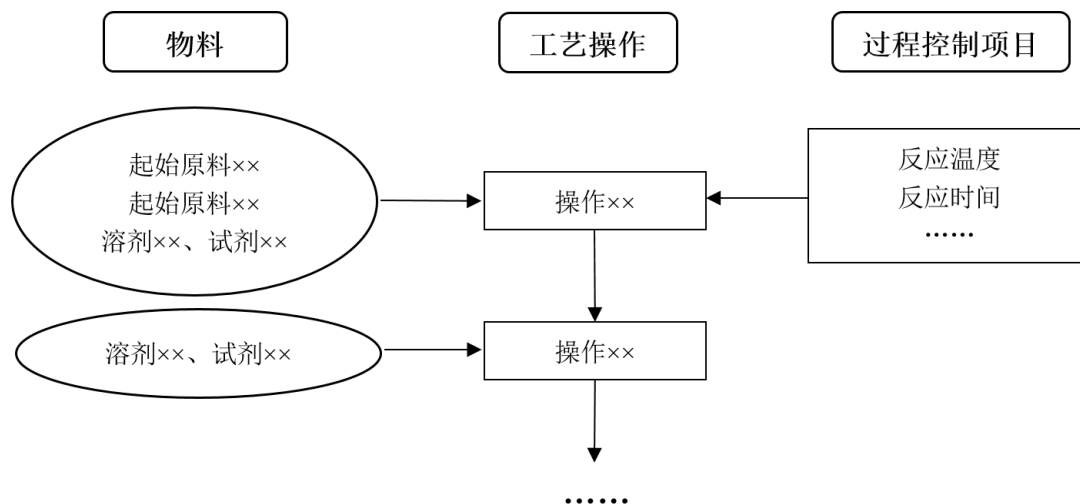 物料
工艺操作
过程控制项目
起始原料××
起始原料××
溶剂××、试剂××
操作××
反应温度
反应时间
……
溶剂××、试剂××
操作××
……